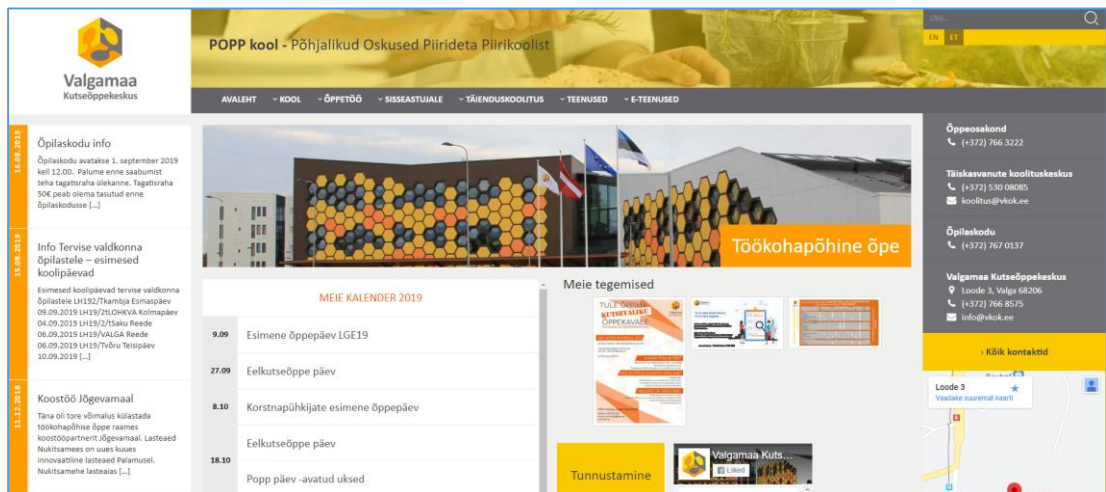 Valgamaa
Kutseõppekeskus
POPP kool - Põhjalikud Oskused Piirideta Piirikoolist
Otsi...
EN ET
AVALEHT KOOL ÕPPETÖÖ SISSEASTUJALE TÄIENDUSKOOLITUS TEENUSED E-TEENUSED
16.08.2019
Õpilaskodu info
Õpilaskodu avatakse 1. september 2019
kell 12.00. Palume enne saabumist
teha tagatisraha ülekanne. Tagatisraha
50€ peab olema tasutud enne
õpilaskodusse [...]
15.08.2019
Info Tervise valdkonna
õpilastele – esimesed
koolipäevad
Esimesed koolipäevad tervise valdkonna
õpilastele LH192/Tkambja Esmaspäev
09.09.2019 LH19/2tLOHKVA Kolmapäev
04.09.2019 LH19/2/tSaku Reede
06.09.2019 LH19/VALGA Reede
06.09.2019 LH19/Tvõru Teisipäev
10.09.2019 [...]
11.12.2018
Koostöö Jõgevamaal
Täna oli tore võimalus külastada
töökohapõhise õppe raames
koostööpartnerit Jõgevamaal. Lasteaed
Nukitsamees on uues kuues
innovaatiline lasteaed Palamusel.
Nukitsamehe lasteaias [...]
Töökohapõhine õpe
MEIE KALENDER 2019
9.09 Esimene õppepäev LGE19
27.09 Eelkutseõppe päev
8.10 Korstnapühkijate esimene õppepäev
Eelkutseõppe päev
18.10
Popp päev -avatud uksed
Meie tegemised
TULE ÕPPIMA
KUTSEVALIKU
ÕPPEKAVALE
Tunnustamine
Valgamaa Kuts...
Liked
Õppeosakond
(+372) 766 3222
Täiskasvanute koolituskeskus
(+372) 530 08085
koolitus@vkok.ee
Õpilaskodu
(+372) 767 0137
Valgamaa Kutseõppekeskus
Loode 3, Valga 68206
(+372) 766 8575
info@vkok.ee
› Kõik kontaktid
Loode 3
Vaadake suuremat kaarti